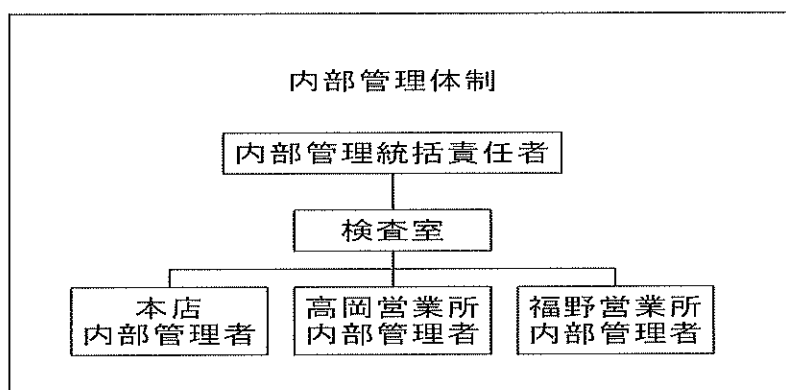 内部管理体制
内部管理統括責任者
検査室
本店
内部管理者
高岡営業所
内部管理者
福野営業所
内部管理者